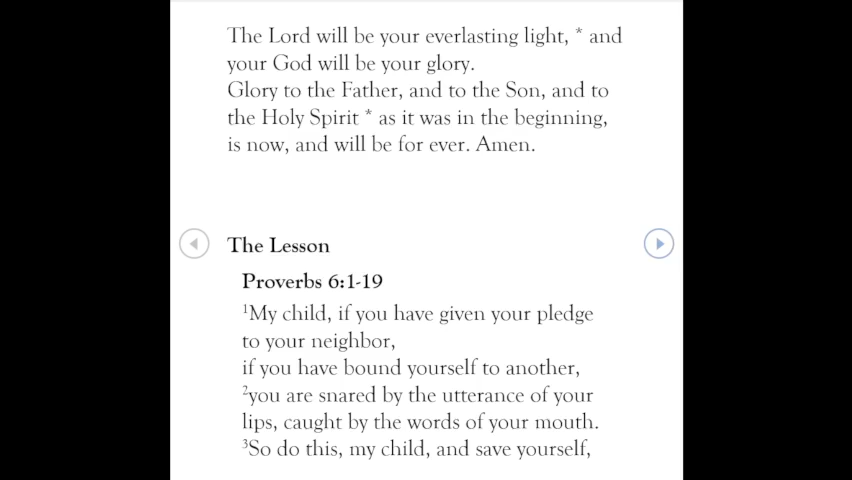 The Lord will be your everlasting light, * and
your God will be your glory.
Glory to the Father, and to the Son, and to
the Holy Spirit * as it was in the beginning,
is now, and will be for ever. Amen.
The Lesson
Proverbs 6:1-19
¹My child, if you have given your pledge
to your neighbor,
if you have bound yourself to another,
²you are snared by the utterance of your
lips, caught by the words of your mouth.
³So do this, my child, and save yourself,